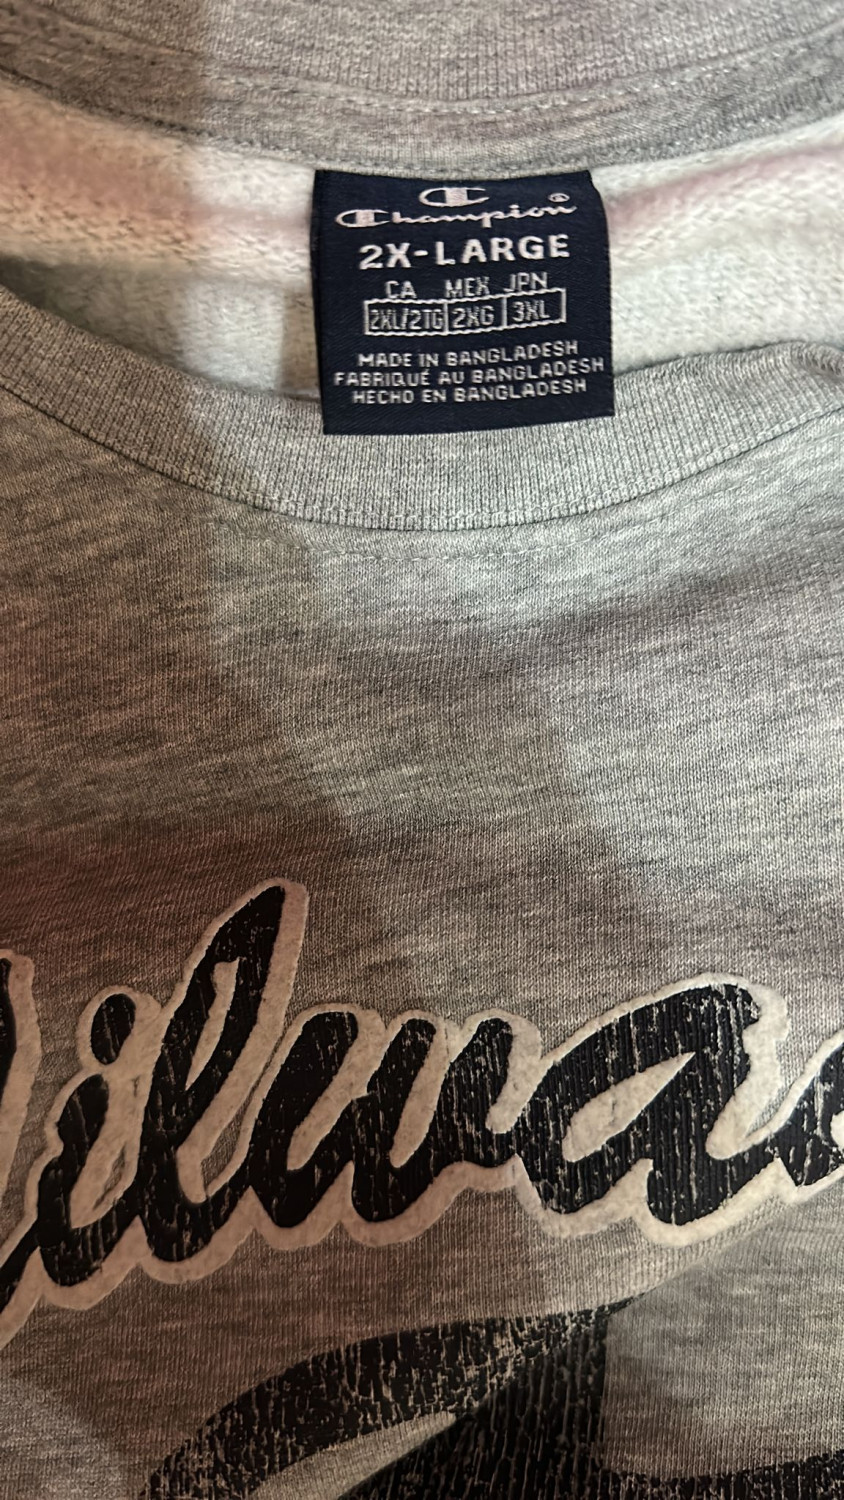 Champion®
2X-LARGE
CA MEX JPN
2XL/2TG 2XG 3XL
MADE IN BANGLADESH
FABRIQUÉ AU BANGLADESH
HECHO EN BANGLADESH
ilwa